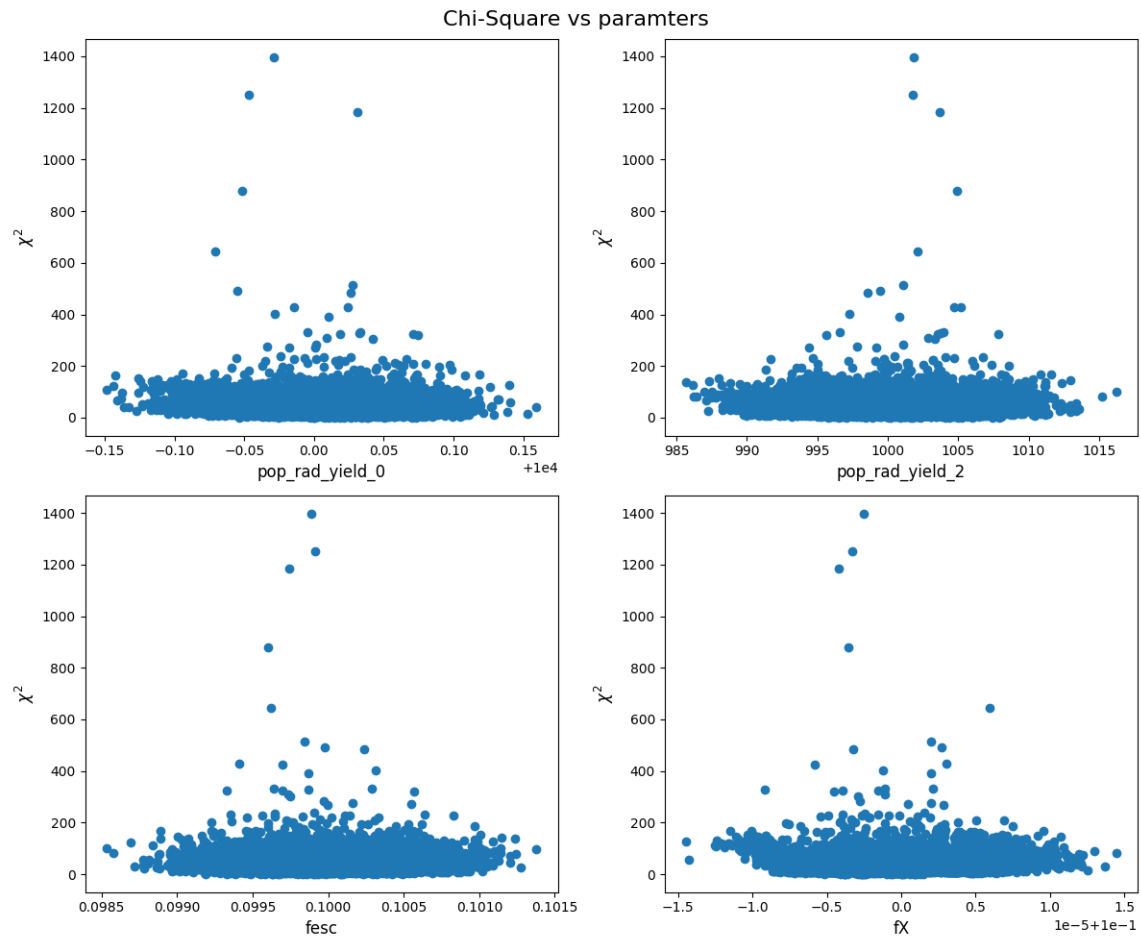 Chi-Square vs paramters
1400
1200
1000
800
600
400
200
0
χ²
−0.15 −0.10 −0.05 0.00 0.05 0.10 0.15
+1e4
pop_rad_yield_0
1400
1200
1000
800
600
400
200
0
χ²
985 990 995 1000 1005 1010 1015
pop_rad_yield_2
1400
1200
1000
800
600
400
200
0
χ²
0.0985 0.0990 0.0995 0.1000 0.1005 0.1010 0.1015
fesc
1400
1200
1000
800
600
400
200
0
χ²
−1.5 −1.0 −0.5 0.0 0.5 1.0 1.5
1e−5+1e−1
fX